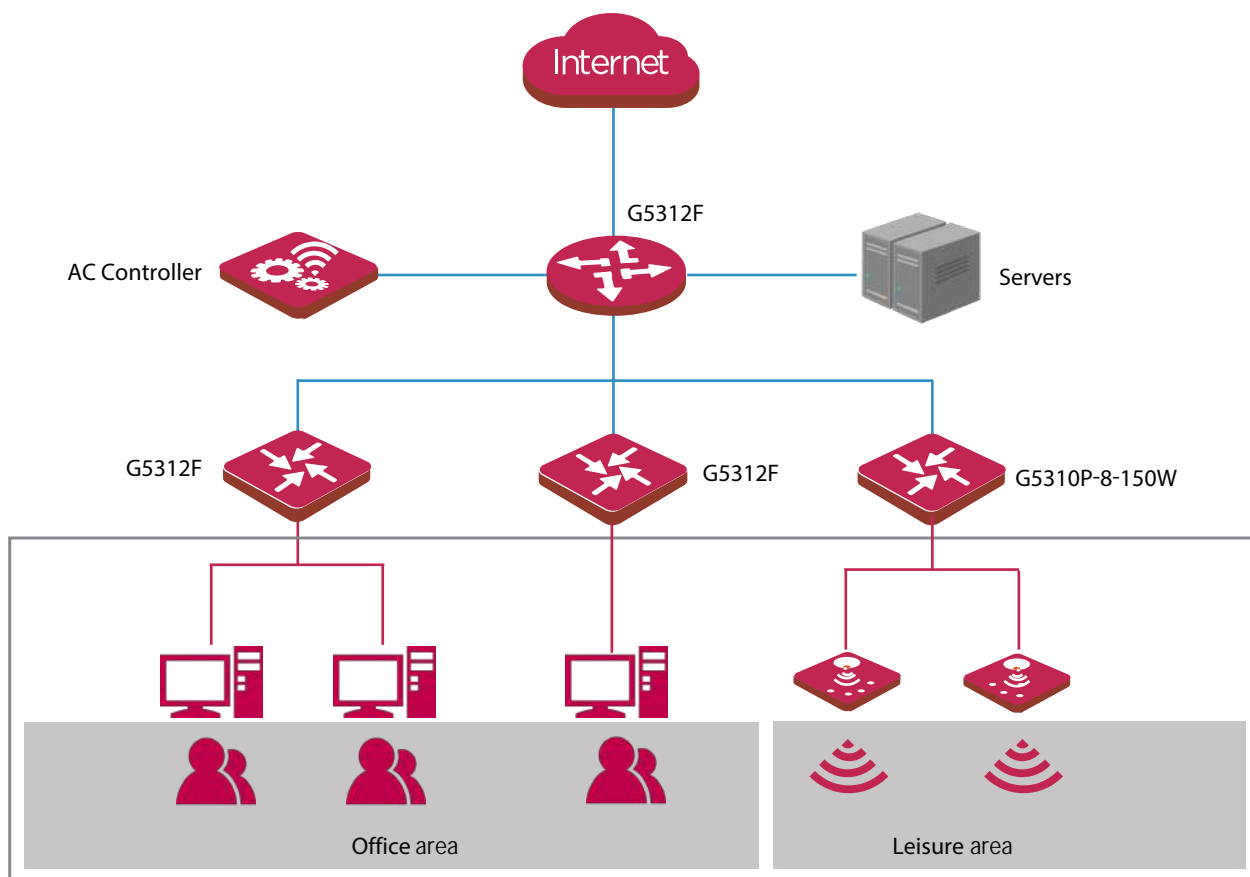 Internet
G5312F
AC Controller
Servers
G5312F
G5312F
G5310P-8-150W
Office area
Leisure area